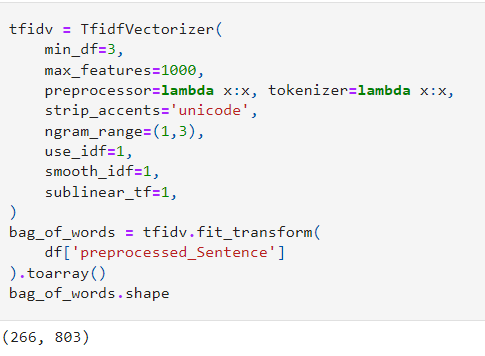 tfidv = TfidfVectorizer(
    min_df=3,
    max_features=1000,
    preprocessor=lambda x:x, tokenizer=lambda x:x,
    strip_accents='unicode',
    ngram_range=(1,3),
    use_idf=1,
    smooth_idf=1,
    sublinear_tf=1,
)
bag_of_words = tfidv.fit_transform(
    df['preprocessed_Sentence']
).toarray()
bag_of_words.shape
(266, 803)